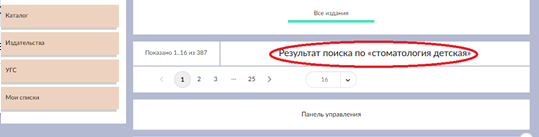 Каталог
Издательства
УГС
Мои списки
Все издания
Показано 1..16 из 387
Результат поиска по «стоматология детская»
< 1 2 3 ... 25 >
16
Панель управления